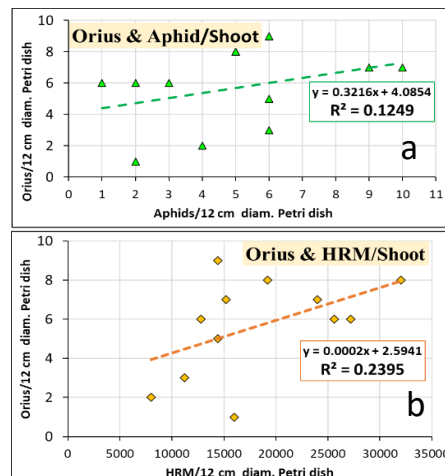 Orius & Aphid/Shoot
10
8
6
4
2
0
Orius/12 cm diam. Petri dish
y = 0.3216x + 4.0854
R² = 0.1249
a
0 1 2 3 4 5 6 7 8 9 10 11
Aphids/12 cm diam. Petri dish
Orius & HRM/Shoot
10
8
6
4
2
0
Orius/12 cm diam. Petri dish
y = 0.0002x + 2.5941
R² = 0.2395
b
0 5000 10000 15000 20000 25000 30000 35000
HRM/12 cm diam. Petri dish